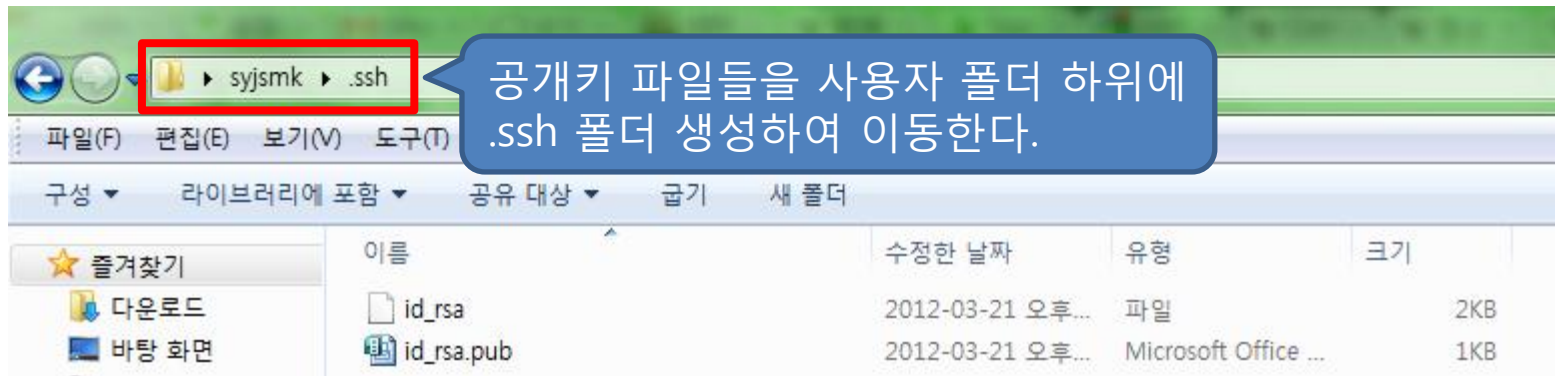 syjsmk ▸ .ssh
공개키 파일들을 사용자 폴더 하위에
.ssh 폴더 생성하여 이동한다.
파일(F) 편집(E) 보기(V) 도구(T)
구성 라이브러리에 포함 공유 대상 굽기 새 폴더
이름 수정한 날짜 유형 크기
즐겨찾기
다운로드
바탕 화면
id_rsa 2012-03-21 오후... 파일 2KB
id_rsa.pub 2012-03-21 오후... Microsoft Office ... 1KB